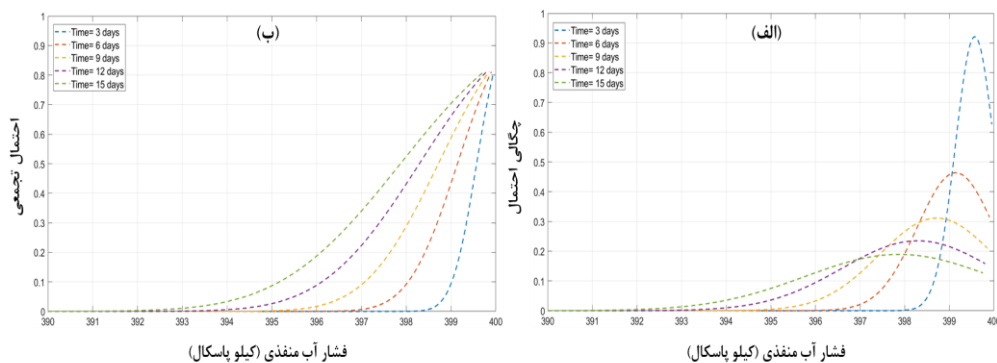 (الف)
Time= 3 days
Time= 6 days
Time= 9 days
Time= 12 days
Time= 15 days
چگالی احتمال
1
0.9
0.8
0.7
0.6
0.5
0.4
0.3
0.2
0.1
0
390 391 392 393 394 395 396 397 398 399 400
فشار آب منفذی (کیلو پاسکال)
(ب)
Time= 3 days
Time= 6 days
Time= 9 days
Time= 12 days
Time= 15 days
احتمال تجمعی
1
0.9
0.8
0.7
0.6
0.5
0.4
0.3
0.2
0.1
0
390 391 392 393 394 395 396 397 398 399 400
فشار آب منفذی (کیلو پاسکال)